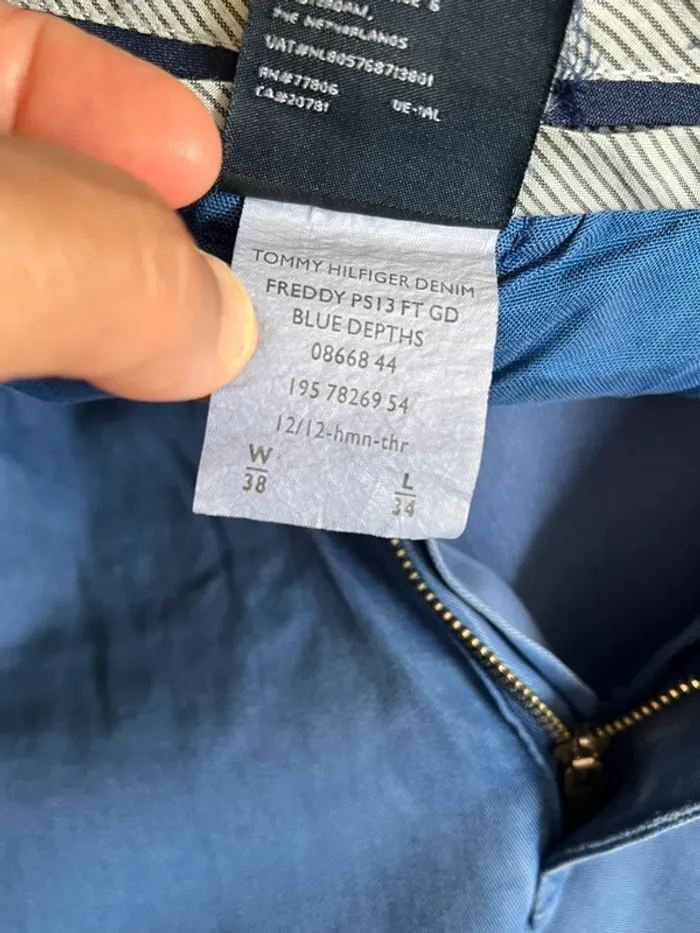 THE NETHERLANDS
VAT#NL805768713B01
RN#77806
CA#20781
UE-1AL
TOMMY HILFIGER DENIM
FREDDY PS13 FT GD
BLUE DEPTHS
08668 44
195 78269 54
12/12-hmn-thr
W
38
L
34